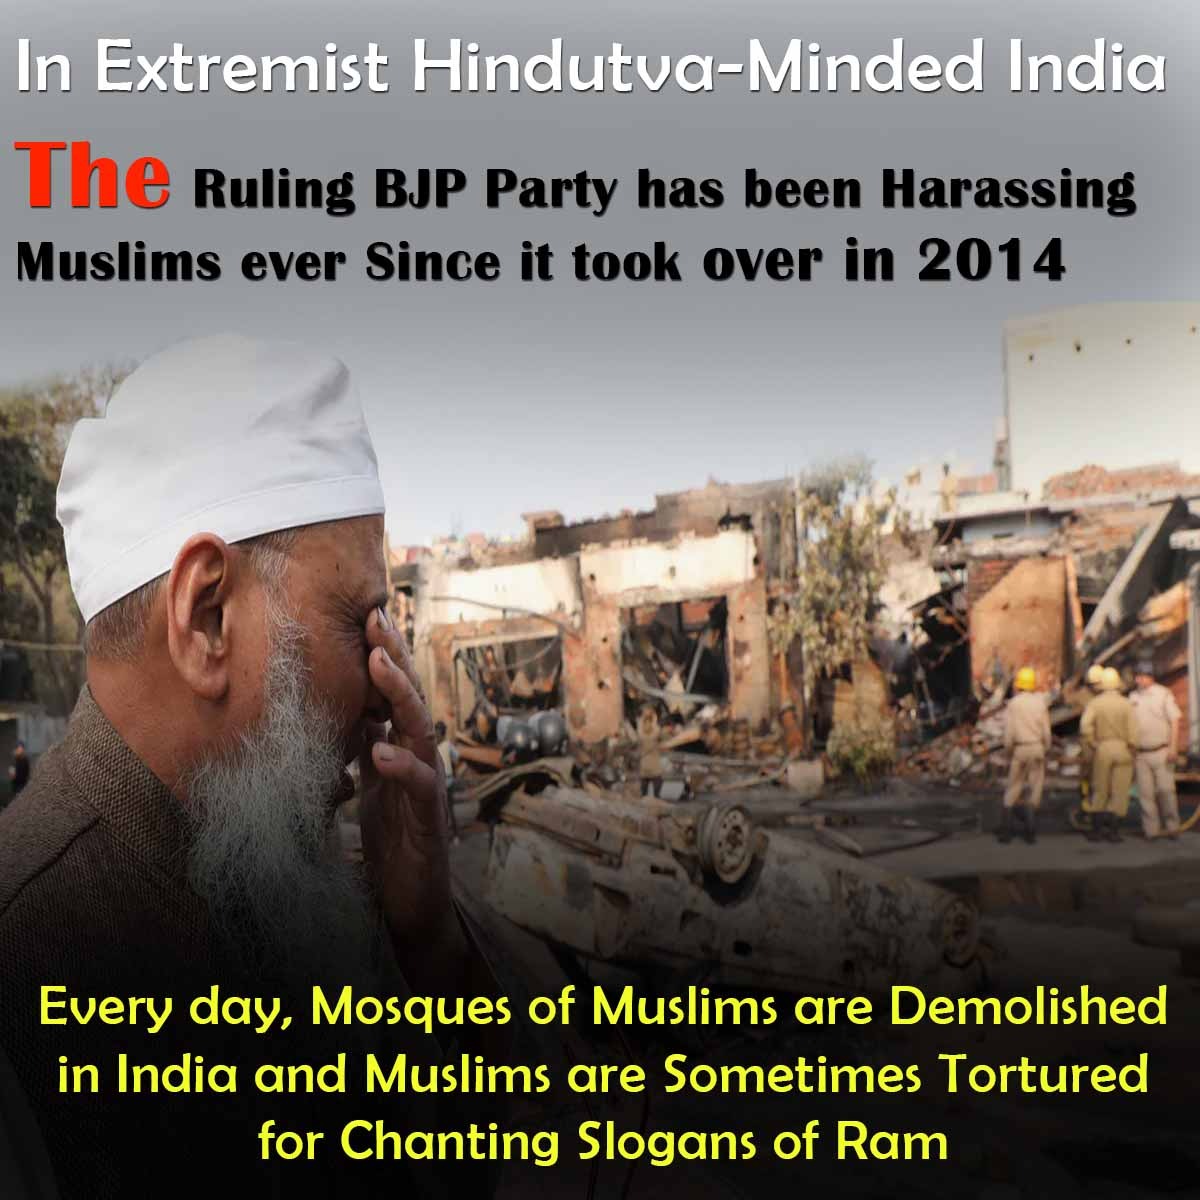 In Extremist Hindutva-Minded India
The Ruling BJP Party has been Harassing
Muslims ever Since it took over in 2014
Every day, Mosques of Muslims are Demolished
in India and Muslims are Sometimes Tortured
for Chanting Slogans of Ram